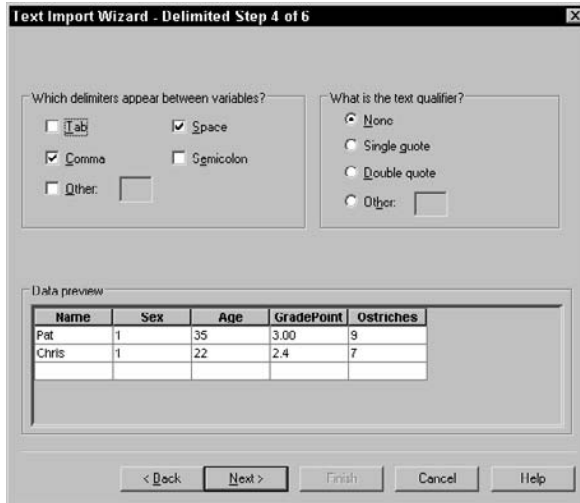 Text Import Wizard - Delimited Step 4 of 6
Which delimiters appear between variables?
Tab
Space
Comma
Semicolon
Other:
What is the text qualifier?
None
Single quote
Double quote
Other:
Data preview
Name Sex Age GradePoint Ostriches
Pat 1 35 3.00 9
Chris 1 22 2.4 7
< Back Next > Finish Cancel Help